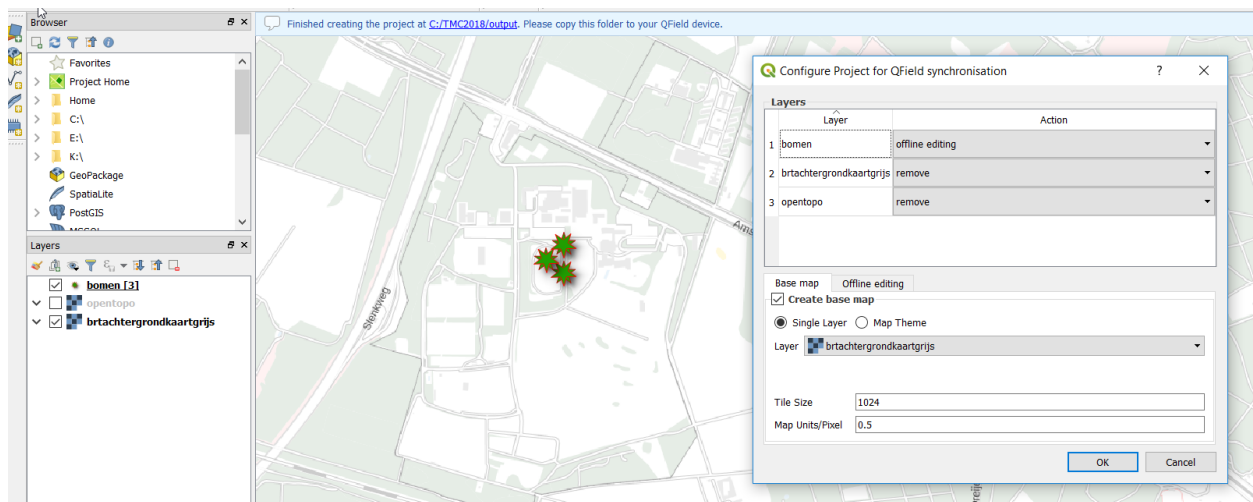 Browser
Finished creating the project at C:/TMC2018/output. Please copy this folder to your QField device.
Favorites
Project Home
Home
C:\
E:\
K:\
GeoPackage
SpatiaLite
PostGIS
MSSQL
Layers
bomen [3]
opentopo
brtachtergrondkaartgrijs
Stenkweg
Ams
Configure Project for QField synchronisation
?
Layers
Layer Action
1 bomen offline editing
2 brtachtergrondkaartgrijs remove
3 opentopo remove
Base map Offline editing
Create base map
Single Layer Map Theme
Layer brtachtergrondkaartgrijs
Tile Size 1024
Map Units/Pixel 0.5
OK Cancel